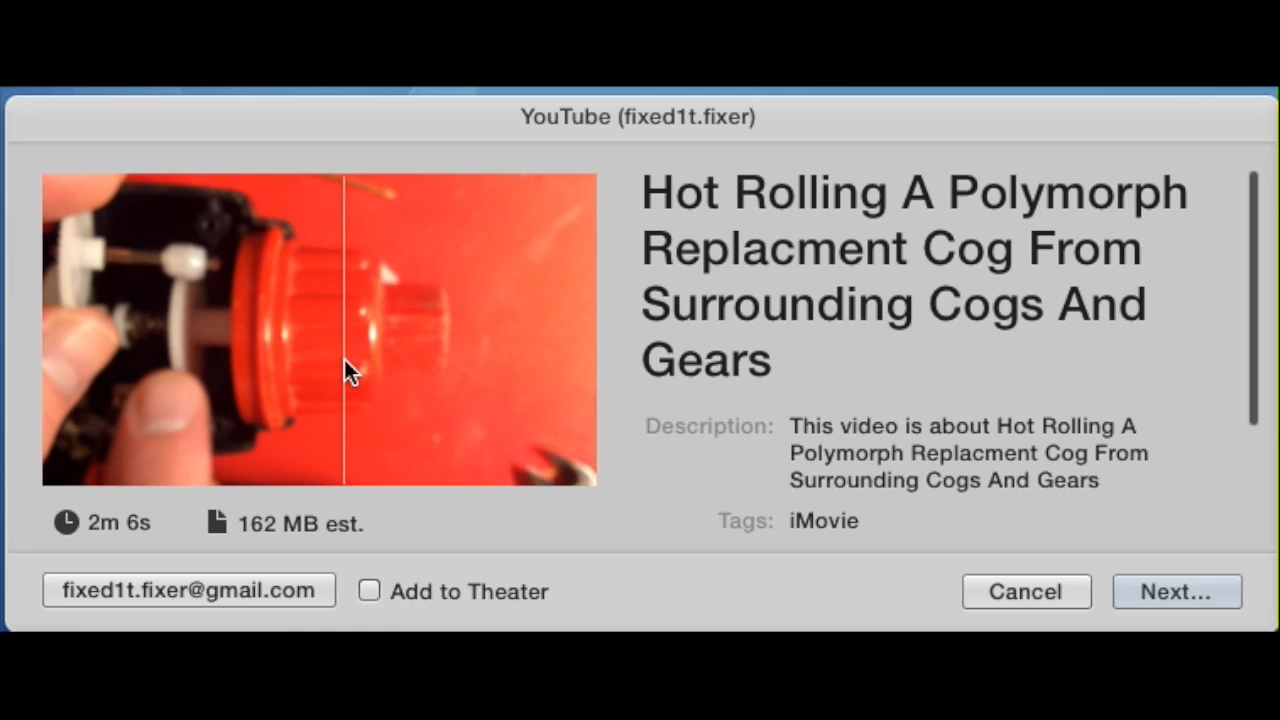 YouTube (fixed1t.fixer)
Hot Rolling A Polymorph
Replacment Cog From
Surrounding Cogs And
Gears
Description: This video is about Hot Rolling A
Polymorph Replacment Cog From
Surrounding Cogs And Gears
2m 6s 162 MB est.
Tags: iMovie
fixed1t.fixer@gmail.com Add to Theater Cancel Next...